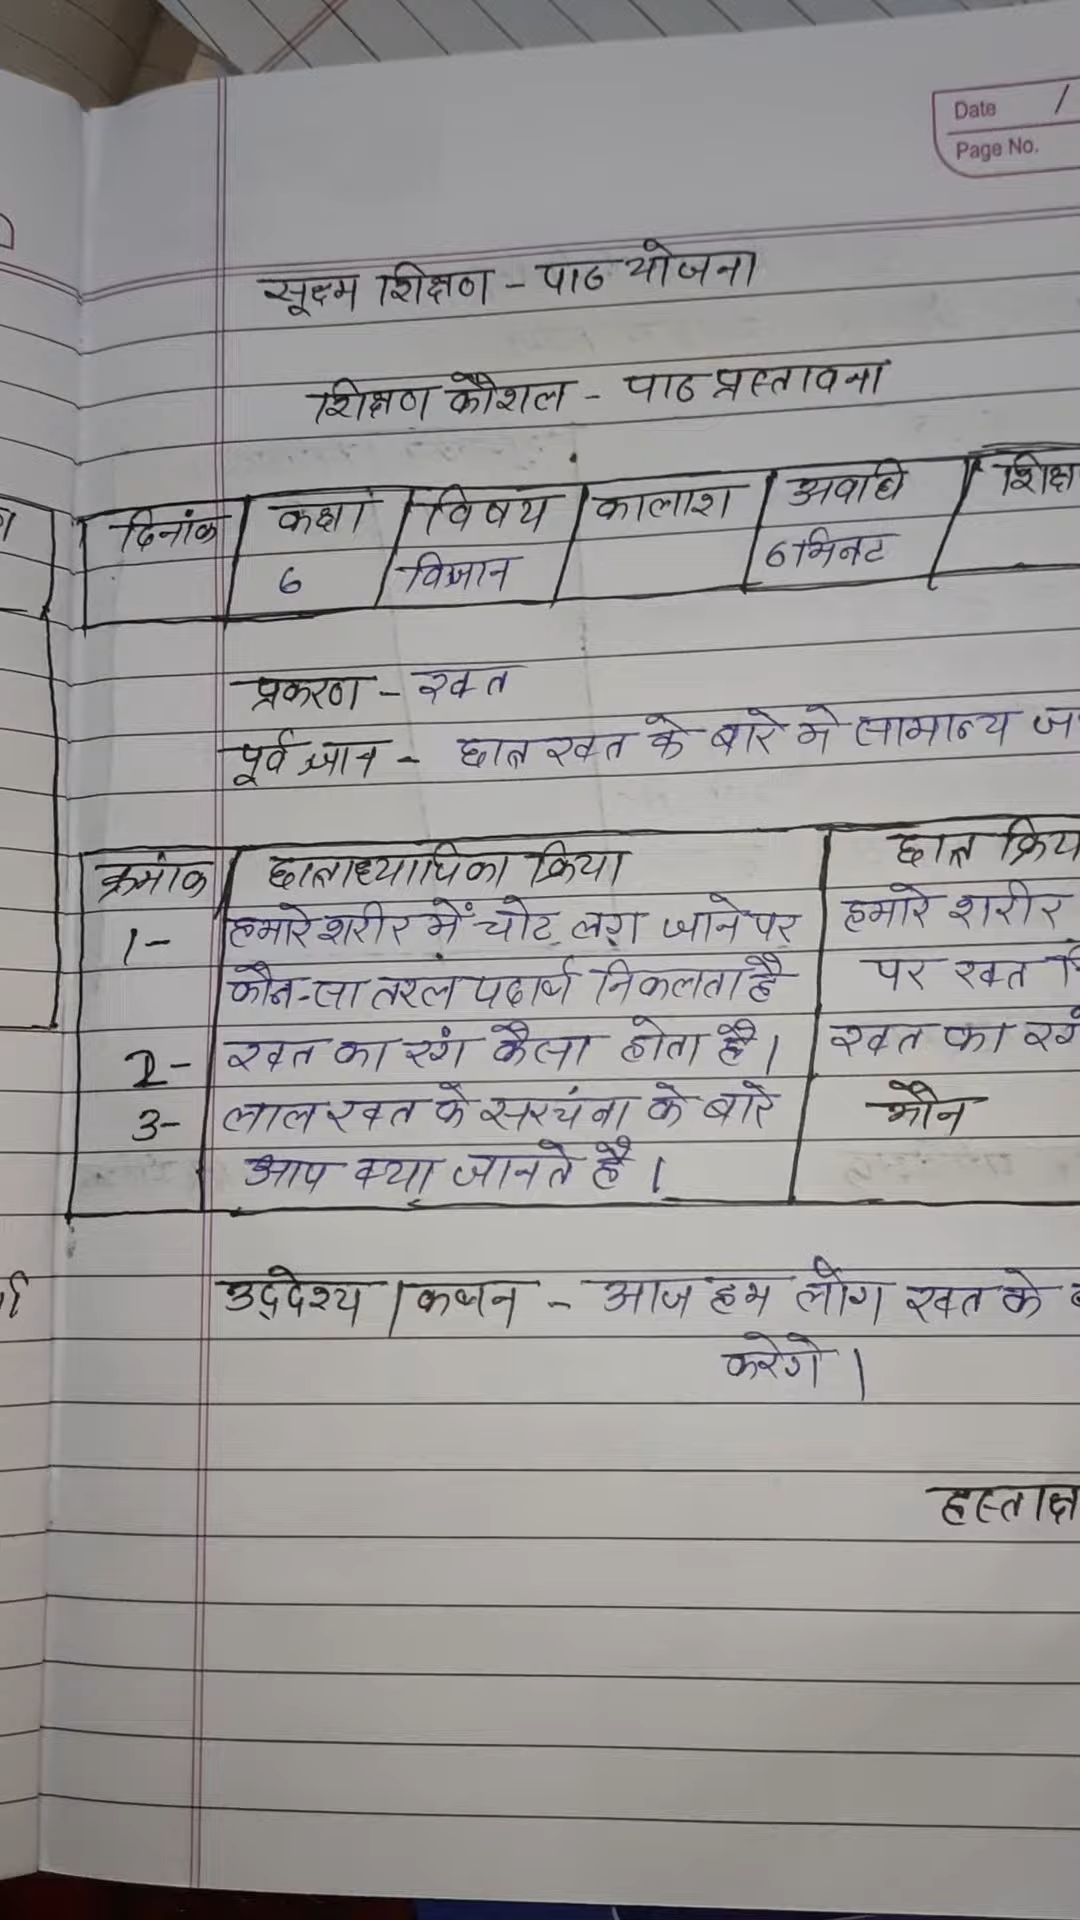 Date /
Page No.
सूक्ष्म शिक्षण - पाठ योजना
शिक्षण कौशल - पाठ प्रस्तावना
दिनांक कक्षा विषय कालाश अवधि शिक्ष
6 विज्ञान 6 मिनट
प्रकरण - रक्त
पूर्व ज्ञान - छात्र रक्त के बारे मे सामान्य जा
क्रमांक छात्राध्यापिका क्रिया छात्र क्रिय
1- हमारे शरीर में चोट लग जाने पर हमारे शरीर
कौन-सा तरल पदार्थ निकलता है पर रक्त नि
2- रक्त का रंग कैसा होता है। रक्त का रंग
3- लाल रक्त के सरचंना के बारे मौन
आप क्या जानते है।
उद्देश्य / कथन - आज हम लोग रक्त के ब
करेगे।
हस्ताक्ष